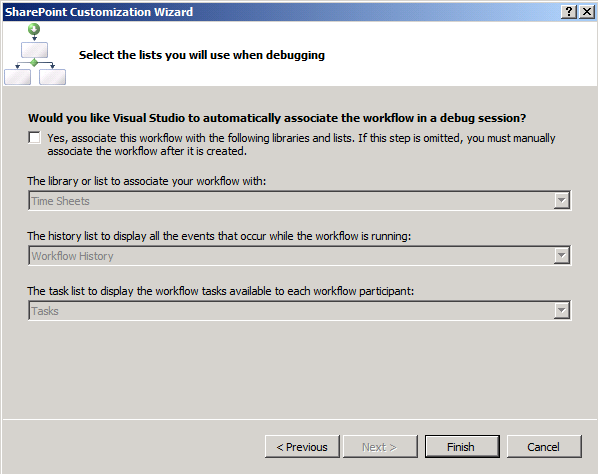 SharePoint Customization Wizard
Select the lists you will use when debugging
Would you like Visual Studio to automatically associate the workflow in a debug session?
Yes, associate this workflow with the following libraries and lists. If this step is omitted, you must manually
associate the workflow after it is created.
The library or list to associate your workflow with:
Time Sheets
The history list to display all the events that occur while the workflow is running:
Workflow History
The task list to display the workflow tasks available to each workflow participant:
Tasks
< Previous
Next >
Finish
Cancel